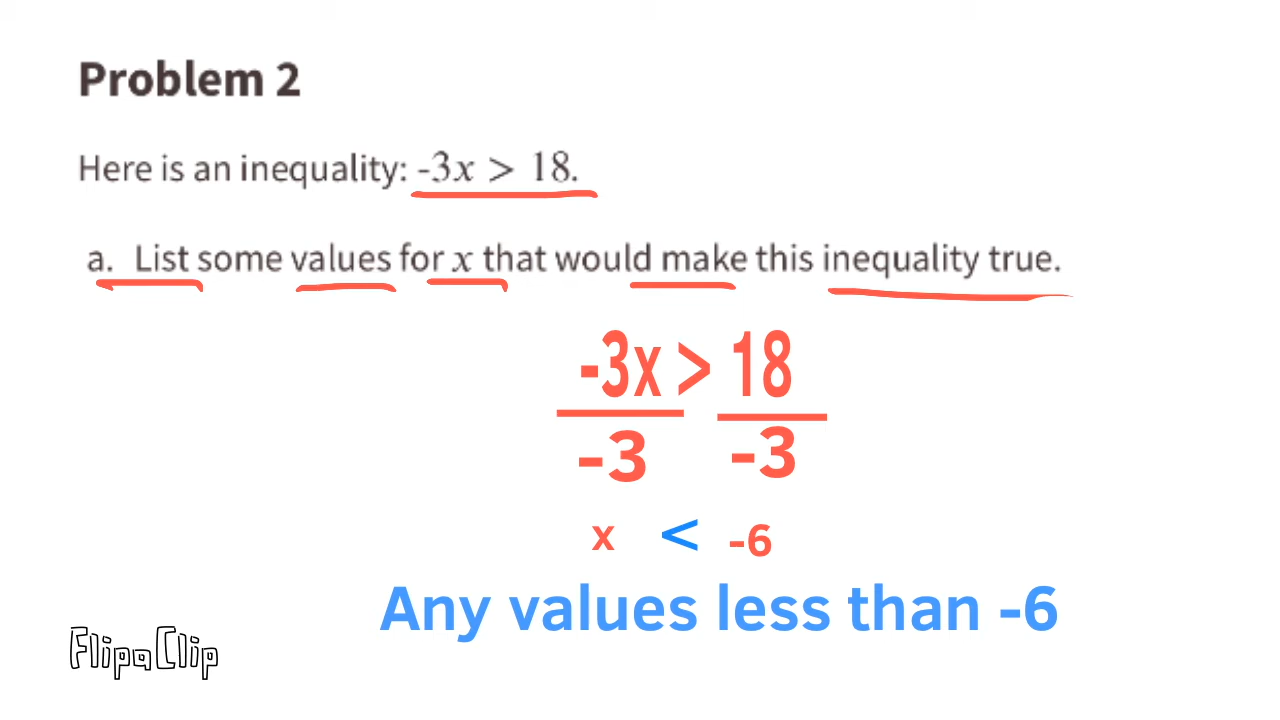 Problem 2
Here is an inequality: -3x > 18.
a. List some values for x that would make this inequality true.
-3x > 18
-3 -3
x < -6
Any values less than -6
FlipaClip